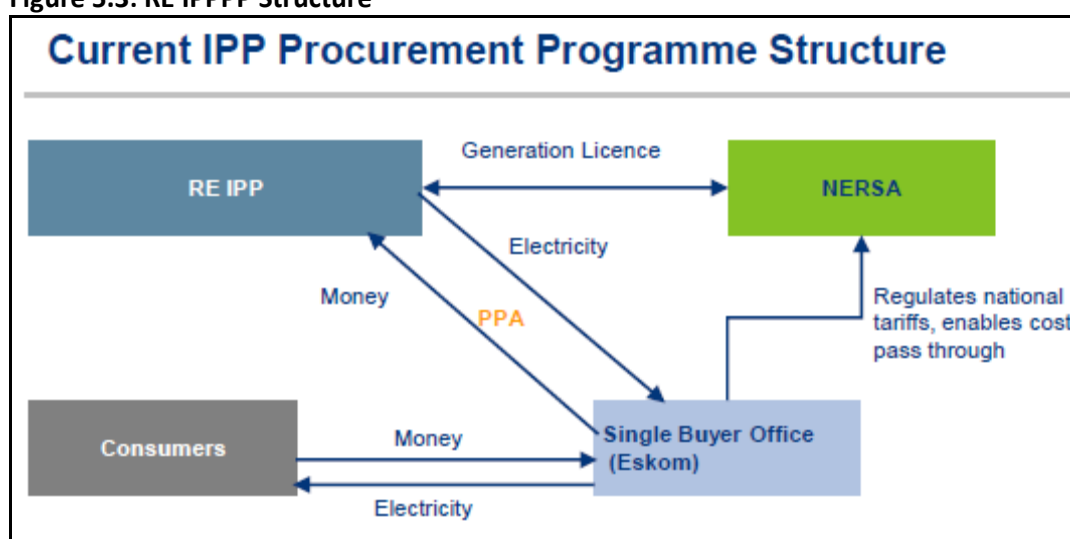 Figure 5.3: RE IPPPP Structure
Current IPP Procurement Programme Structure
Generation Licence
RE IPP
NERSA
Electricity
Money
PPA
Regulates national
tariffs, enables cost
pass through
Consumers
Money
Single Buyer Office
(Eskom)
Electricity